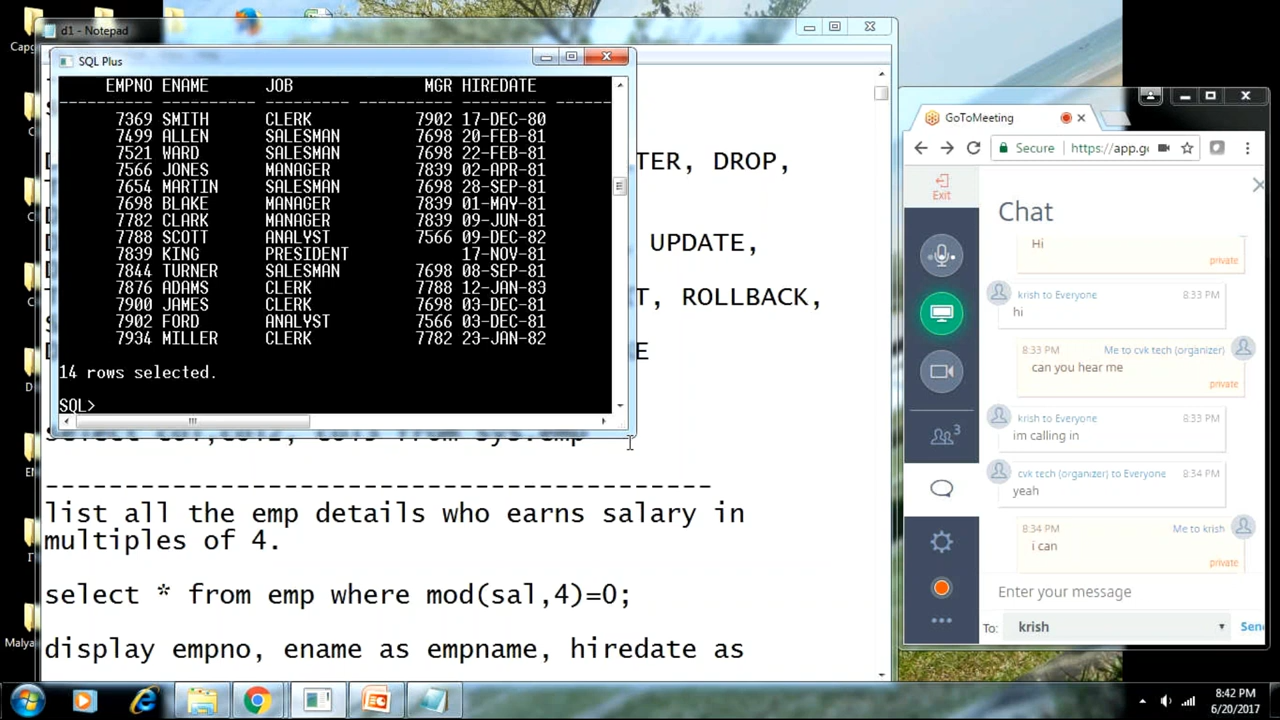 Capg
d1 - Notepad
SQL Plus
EMPNO ENAME JOB MGR HIREDATE
---------- ---------- --------- ---------- --------- ------
7369 SMITH CLERK 7902 17-DEC-80
7499 ALLEN SALESMAN 7698 20-FEB-81
7521 WARD SALESMAN 7698 22-FEB-81
7566 JONES MANAGER 7839 02-APR-81
7654 MARTIN SALESMAN 7698 28-SEP-81
7698 BLAKE MANAGER 7839 01-MAY-81
7782 CLARK MANAGER 7839 09-JUN-81
7788 SCOTT ANALYST 7566 09-DEC-82
7839 KING PRESIDENT 17-NOV-81
7844 TURNER SALESMAN 7698 08-SEP-81
7876 ADAMS CLERK 7788 12-JAN-83
7900 JAMES CLERK 7698 03-DEC-81
7902 FORD ANALYST 7566 03-DEC-81
7934 MILLER CLERK 7782 23-JAN-82
14 rows selected.
SQL>
TER, DROP,
UPDATE,
T, ROLLBACK,
E
-------------------------------------------
list all the emp details who earns salary in
multiples of 4.
select * from emp where mod(sal,4)=0;
display empno, ename as empname, hiredate as
Malya
GoToMeeting
Secure
https://app.go
Exit
3
Chat
Hi
private
krish to Everyone 8:33 PM
hi
8:33 PM Me to cvk tech (organizer)
can you hear me
private
krish to Everyone 8:33 PM
im calling in
cvk tech (organizer) to Everyone 8:34 PM
yeah
8:34 PM Me to krish
i can
private
Enter your message
To: krish Sen
8:42 PM
6/20/2017